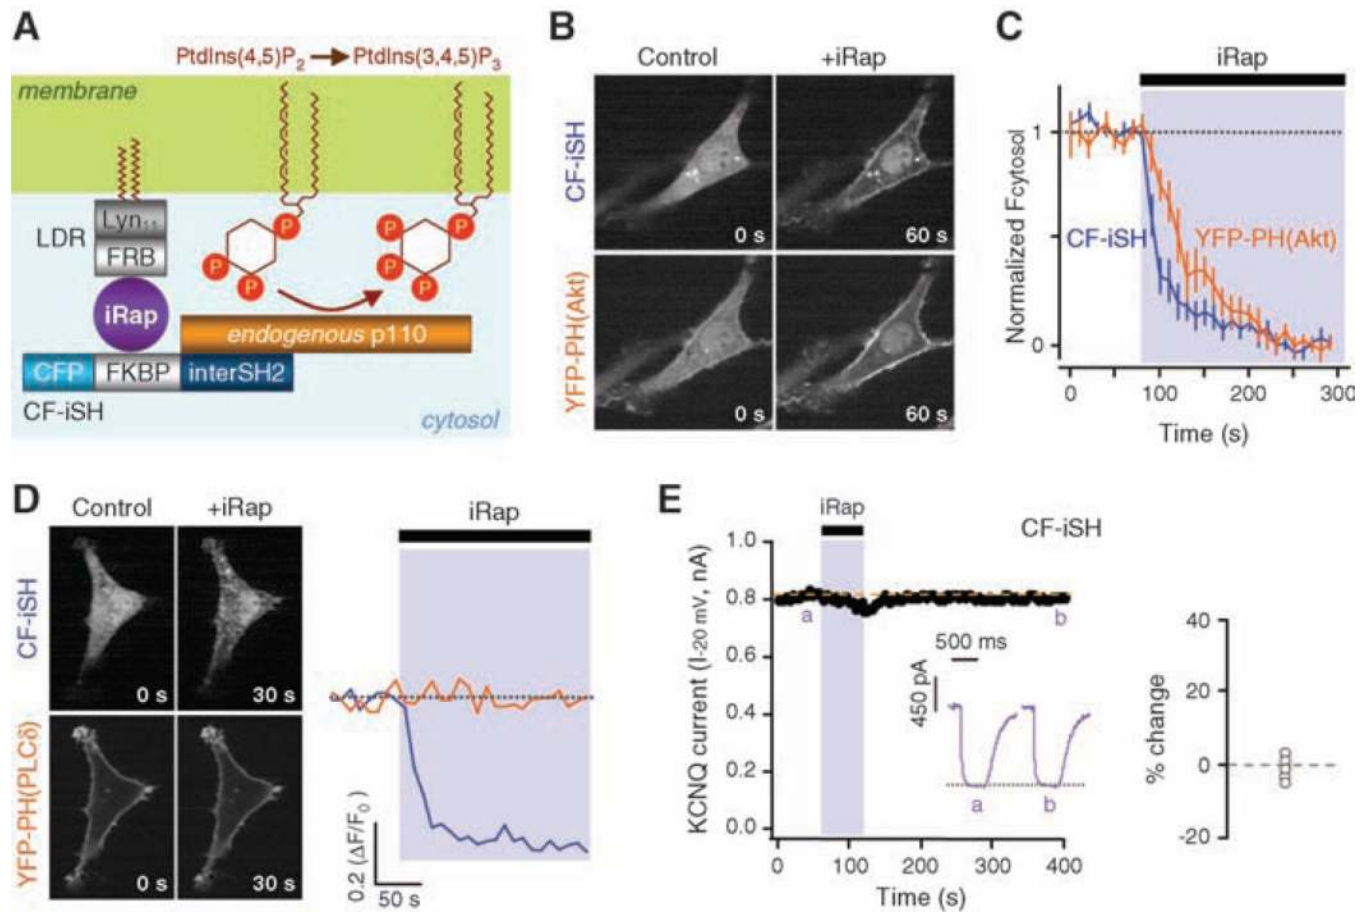 A
PtdIns(4,5)P2 → PtdIns(3,4,5)P3
membrane
LDR
Lyn11
FRB
P
P
P
P
P
P
P
iRap
endogenous p110
CFP
FKBP
interSH2
CF-iSH
cytosol
B
Control
+iRap
CF-iSH
0 s
60 s
YFP-PH(Akt)
0 s
60 s
C
iRap
Normalized Fcytosol
1
0
CF-iSH
YFP-PH(Akt)
0
100
200
300
Time (s)
D
Control
+iRap
CF-iSH
0 s
30 s
YFP-PH(PLCδ)
0 s
30 s
iRap
0.2 (ΔF/F0)
50 s
E
iRap
CF-iSH
KCNQ current (I-20 mV, nA)
1.0
0.8
0.6
0.4
0.2
0.0
a
b
500 ms
450 pA
a
b
0
100
200
300
400
Time (s)
% change
40
20
0
-20